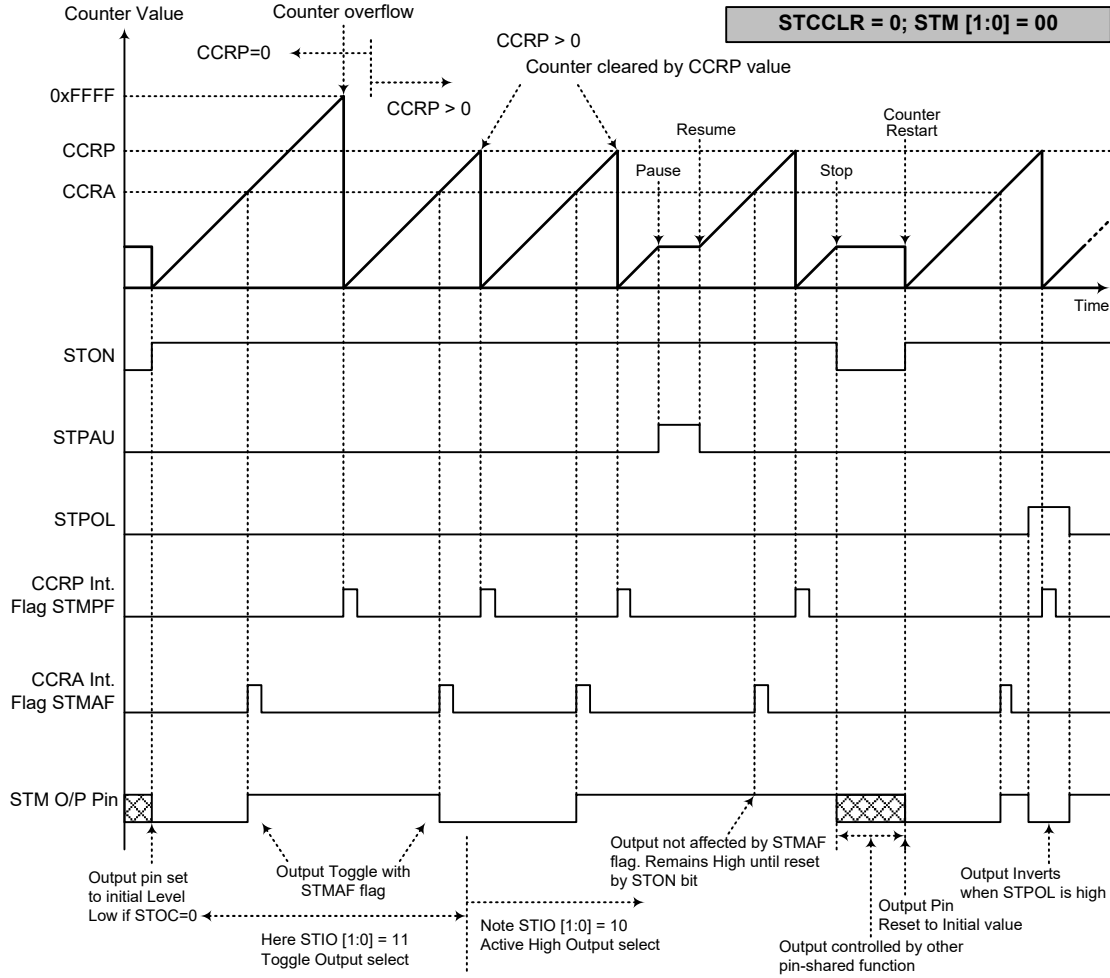 Counter Value
Counter overflow
STCCLR = 0; STM [1:0] = 00
CCRP=0
CCRP > 0
CCRP > 0
Counter cleared by CCRP value
0xFFFF
CCRP
CCRA
Pause
Resume
Stop
Counter
Restart
Time
STON
STPAU
STPOL
CCRP Int.
Flag STMPF
CCRA Int.
Flag STMAF
STM O/P Pin
Output pin set
to initial Level
Low if STOC=0
Output Toggle with
STMAF flag
Here STIO [1:0] = 11
Toggle Output select
Note STIO [1:0] = 10
Active High Output select
Output not affected by STMAF
flag. Remains High until reset
by STON bit
Output controlled by other
pin-shared function
Output Pin
Reset to Initial value
Output Inverts
when STPOL is high